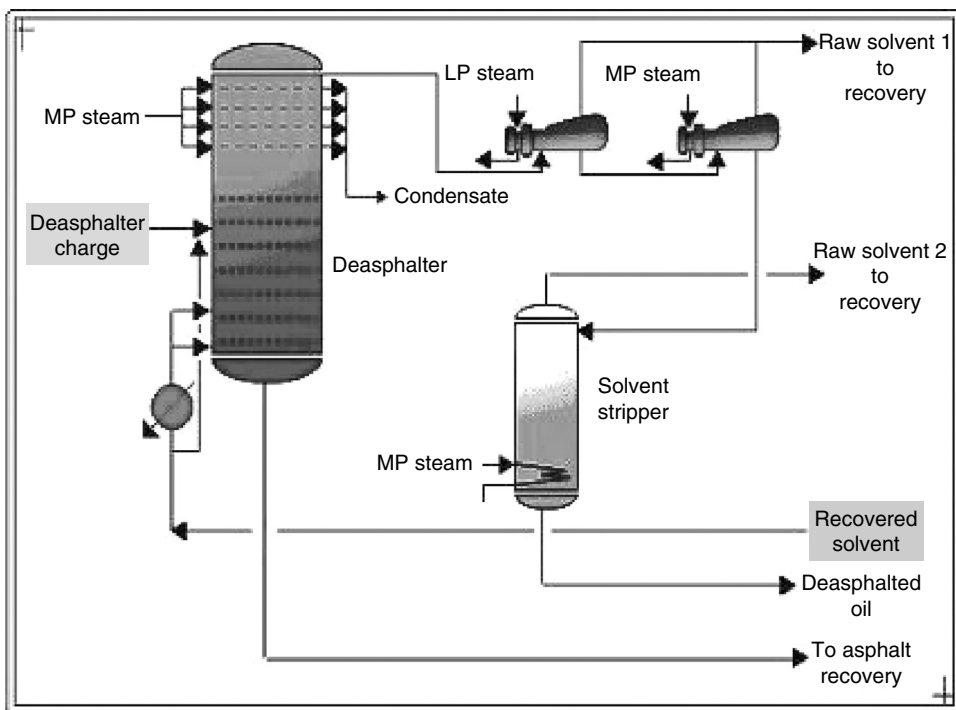 LP steam
MP steam
Raw solvent 1
to
recovery
MP steam
Condensate
Deasphalter
charge
Deasphalter
Raw solvent 2
to
recovery
Solvent
stripper
MP steam
Recovered
solvent
Deasphalted
oil
To asphalt
recovery